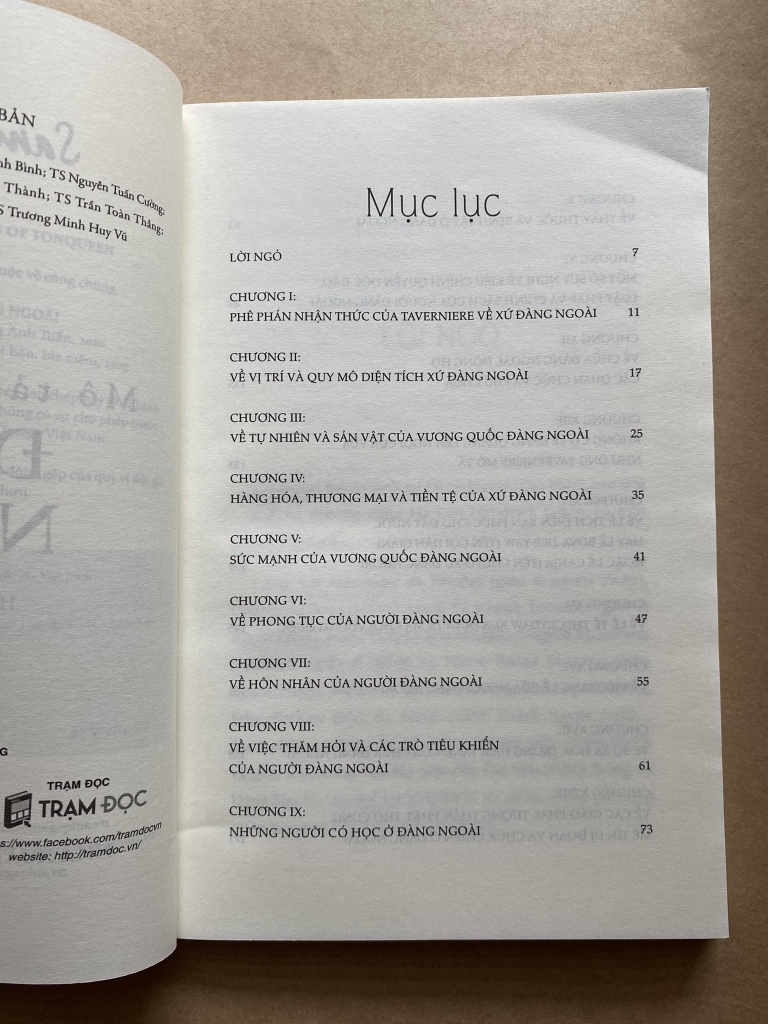 BẢN
nh Bình; TS Nguyễn Tuấn Cường;
Thành; TS Trần Toàn Thắng;
S Trương Minh Huy Vũ
G
TRẠM ĐỌC
TRẠM ĐỌC
s://www.facebook.com/tramdocvn
website: http://tramdoc.vn/
Mục lục
LỜI NGỎ 7
CHƯƠNG I:
PHÊ PHÁN NHẬN THỨC CỦA TAVERNIERE VỀ XỨ ĐÀNG NGOÀI 11
CHƯƠNG II:
VỀ VỊ TRÍ VÀ QUY MÔ DIỆN TÍCH XỨ ĐÀNG NGOÀI 17
CHƯƠNG III:
VỀ TỰ NHIÊN VÀ SẢN VẬT CỦA VƯƠNG QUỐC ĐÀNG NGOÀI 25
CHƯƠNG IV:
HÀNG HÓA, THƯƠNG MẠI VÀ TIỀN TỆ CỦA XỨ ĐÀNG NGOÀI 35
CHƯƠNG V:
SỨC MẠNH CỦA VƯƠNG QUỐC ĐÀNG NGOÀI 41
CHƯƠNG VI:
VỀ PHONG TỤC CỦA NGƯỜI ĐÀNG NGOÀI 47
CHƯƠNG VII:
VỀ HÔN NHÂN CỦA NGƯỜI ĐÀNG NGOÀI 55
CHƯƠNG VIII:
VỀ VIỆC THĂM HỎI VÀ CÁC TRÒ TIÊU KHIỂN
CỦA NGƯỜI ĐÀNG NGOÀI 61
CHƯƠNG IX:
NHỮNG NGƯỜI CÓ HỌC Ở ĐÀNG NGOÀI 73